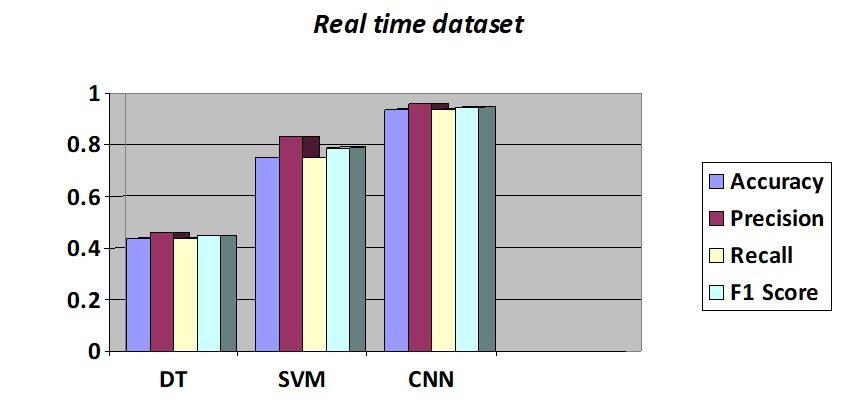 Real time dataset
1
0.8
0.6
0.4
0.2
0
DT SVM CNN
Accuracy
Precision
Recall
F1 Score